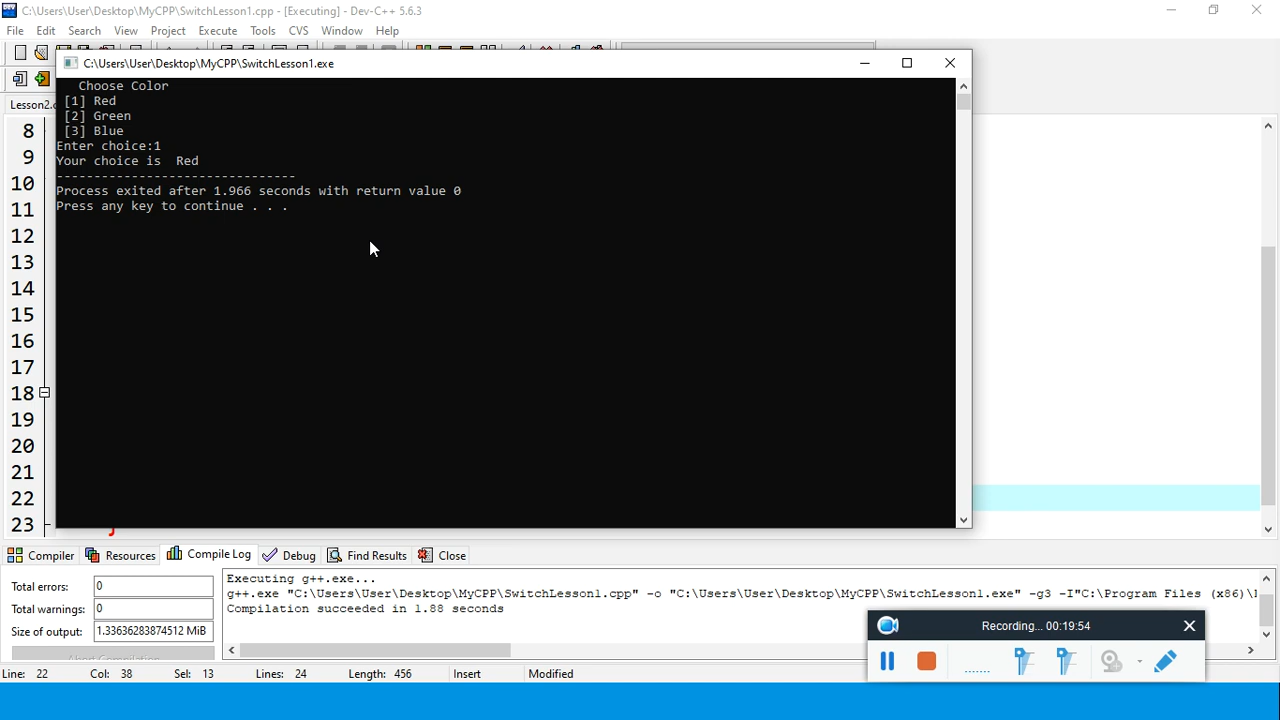 C:\Users\User\Desktop\MyCPP\SwitchLesson1.cpp - [Executing] - Dev-C++ 5.6.3
File Edit Search View Project Execute Tools CVS Window Help
C:\Users\User\Desktop\MyCPP\SwitchLesson1.exe
Lesson2.c
Choose Color
[1] Red
[2] Green
[3] Blue
Enter choice:1
Your choice is  Red
--------------------------------
Process exited after 1.966 seconds with return value 0
Press any key to continue . . .
8
9
10
11
12
13
14
15
16
17
18
19
20
21
22
23
Compiler Resources Compile Log Debug Find Results Close
Total errors: 0
Total warnings: 0
Size of output: 1.33636283874512 MiB
Abort Compilation
Executing g++.exe...
g++.exe "C:\Users\User\Desktop\MyCPP\SwitchLesson1.cpp" -o "C:\Users\User\Desktop\MyCPP\SwitchLesson1.exe" -g3 -I"C:\Program Files (x86)\
Compilation succeeded in 1.88 seconds
Recording... 00:19:54
Line: 22 Col: 38 Sel: 13 Lines: 24 Length: 456 Insert Modified